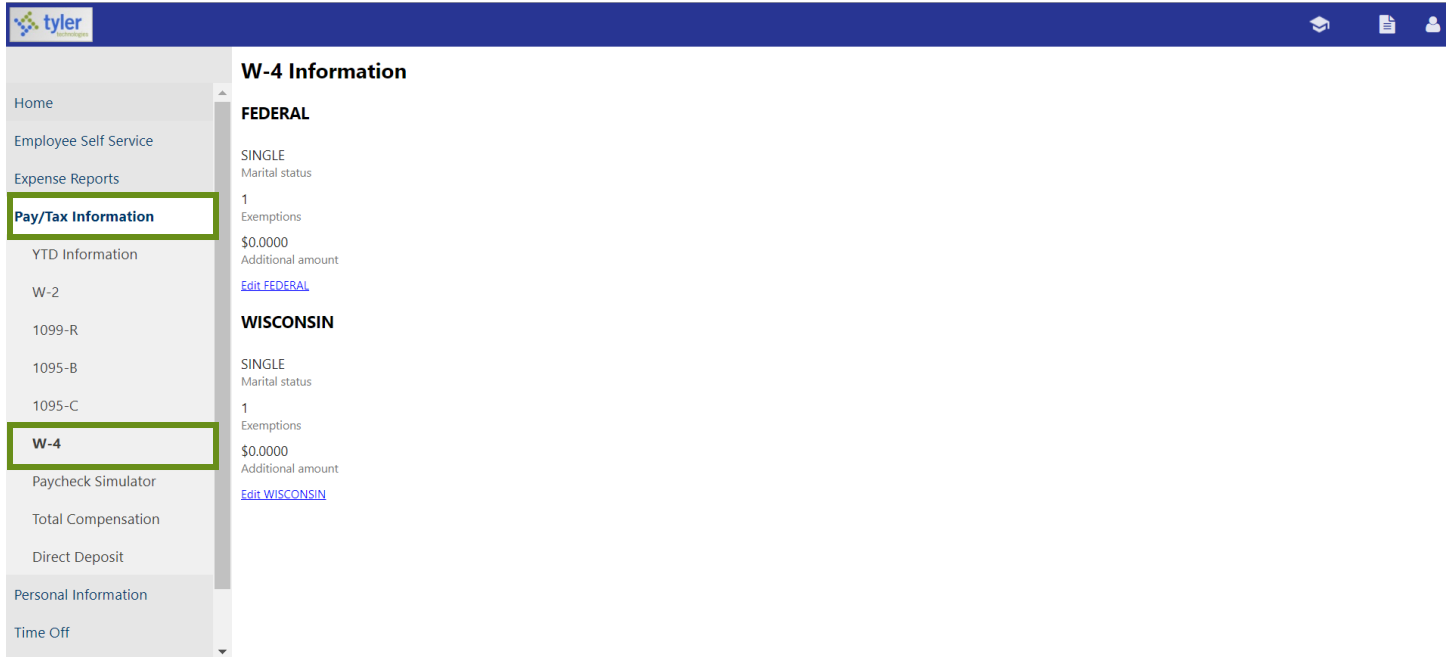 tyler
technologies
W-4 Information
Home
Employee Self Service
Expense Reports
Pay/Tax Information
YTD Information
W-2
1099-R
1095-B
1095-C
W-4
Paycheck Simulator
Total Compensation
Direct Deposit
Personal Information
Time Off
FEDERAL
SINGLE
Marital status
1
Exemptions
$0.0000
Additional amount
Edit FEDERAL
WISCONSIN
SINGLE
Marital status
1
Exemptions
$0.0000
Additional amount
Edit WISCONSIN